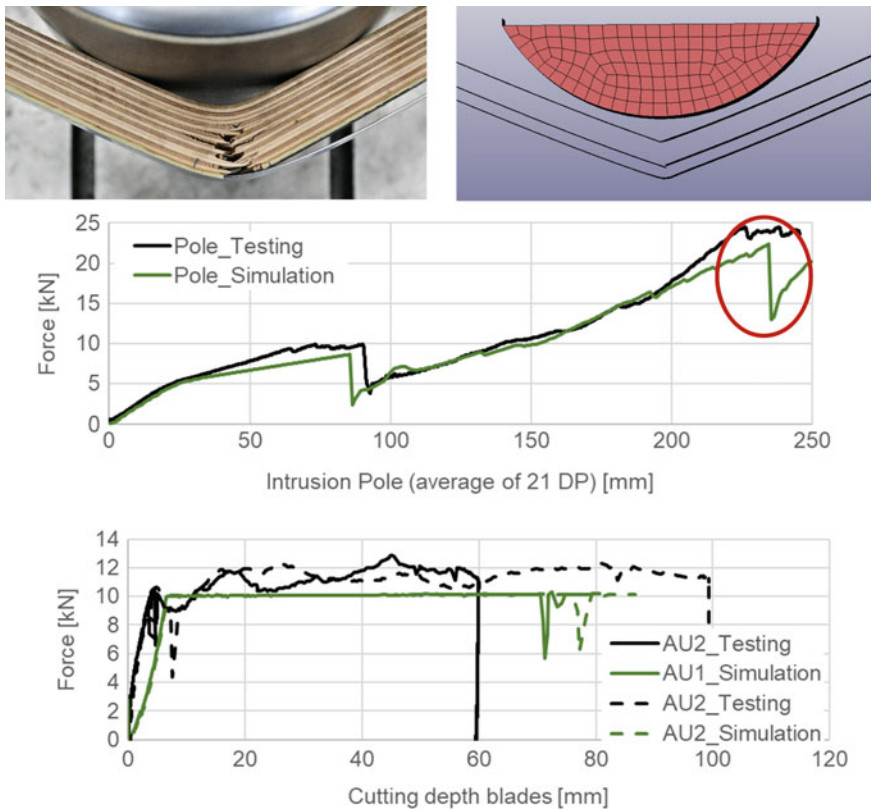 25
20
15
10
5
0
Force [kN]
Pole_Testing
Pole_Simulation
0 50 100 150 200 250
Intrusion Pole (average of 21 DP) [mm]
14
12
10
8
6
4
2
0
Force [kN]
AU2_Testing
AU1_Simulation
AU2_Testing
AU2_Simulation
0 20 40 60 80 100 120
Cutting depth blades [mm]